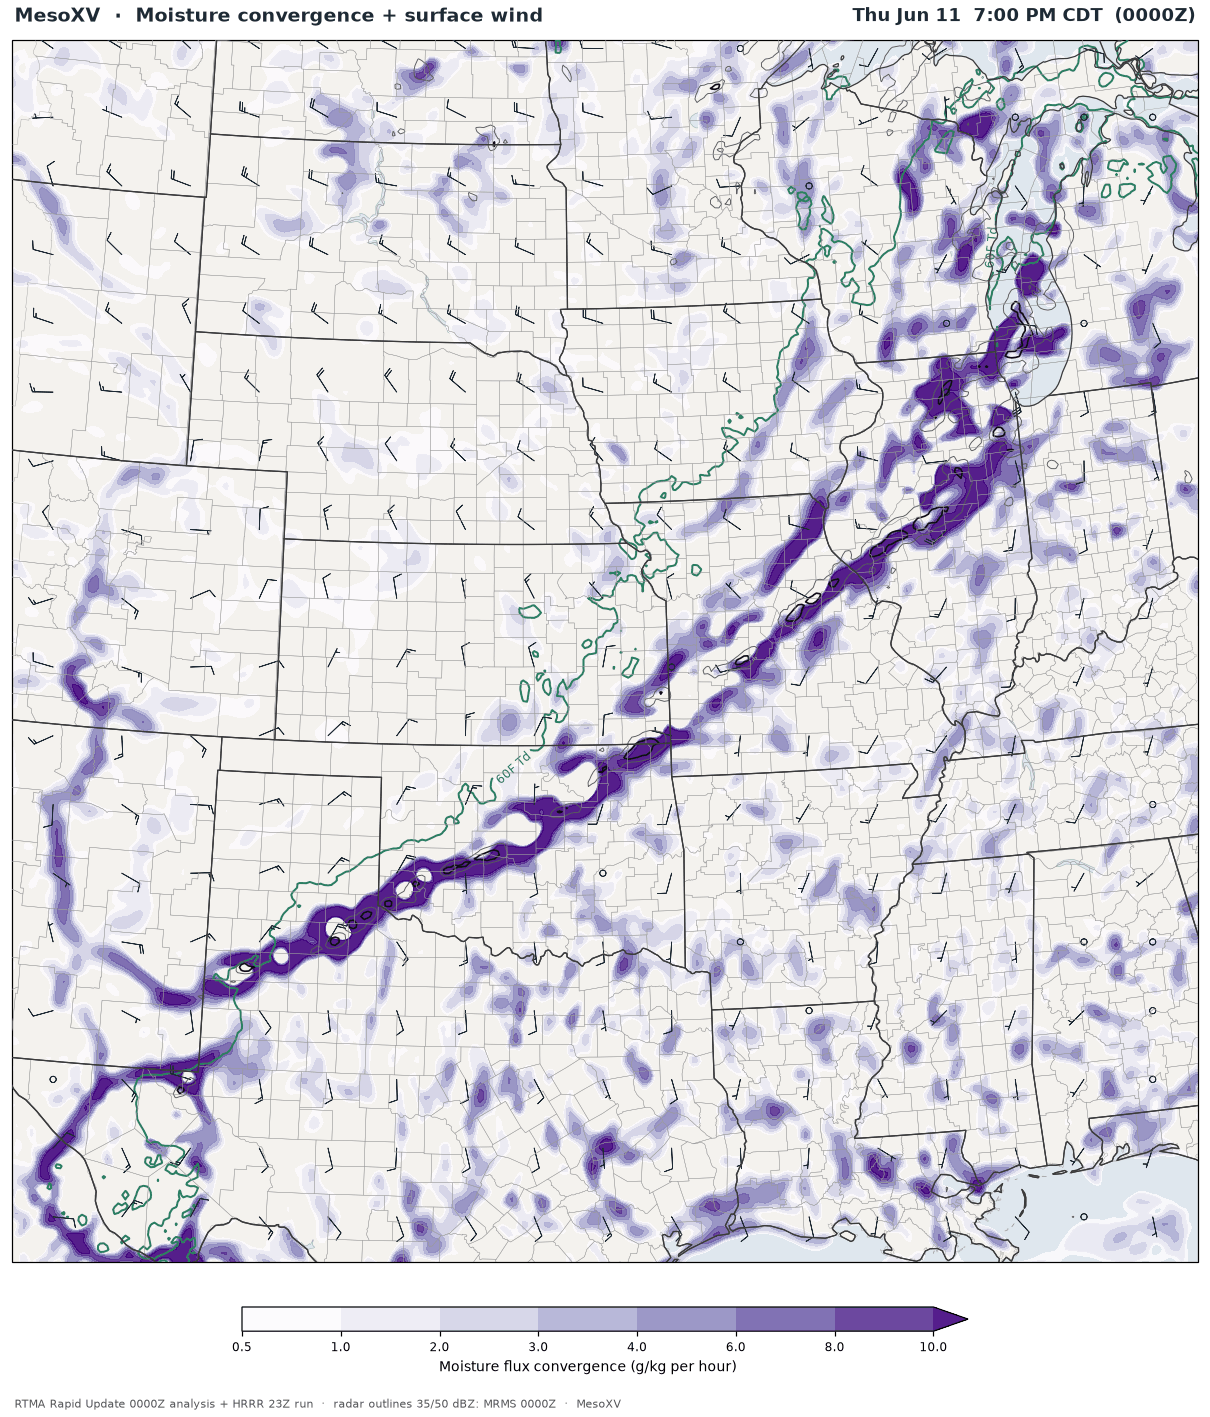 MesoXV · Moisture convergence + surface wind
Thu Jun 11 7:00 PM CDT (0000Z)
60F Td
60F Td
0.5 1.0 2.0 3.0 4.0 6.0 8.0 10.0
Moisture flux convergence (g/kg per hour)
RTMA Rapid Update 0000Z analysis + HRRR 23Z run · radar outlines 35/50 dBZ: MRMS 0000Z · MesoXV